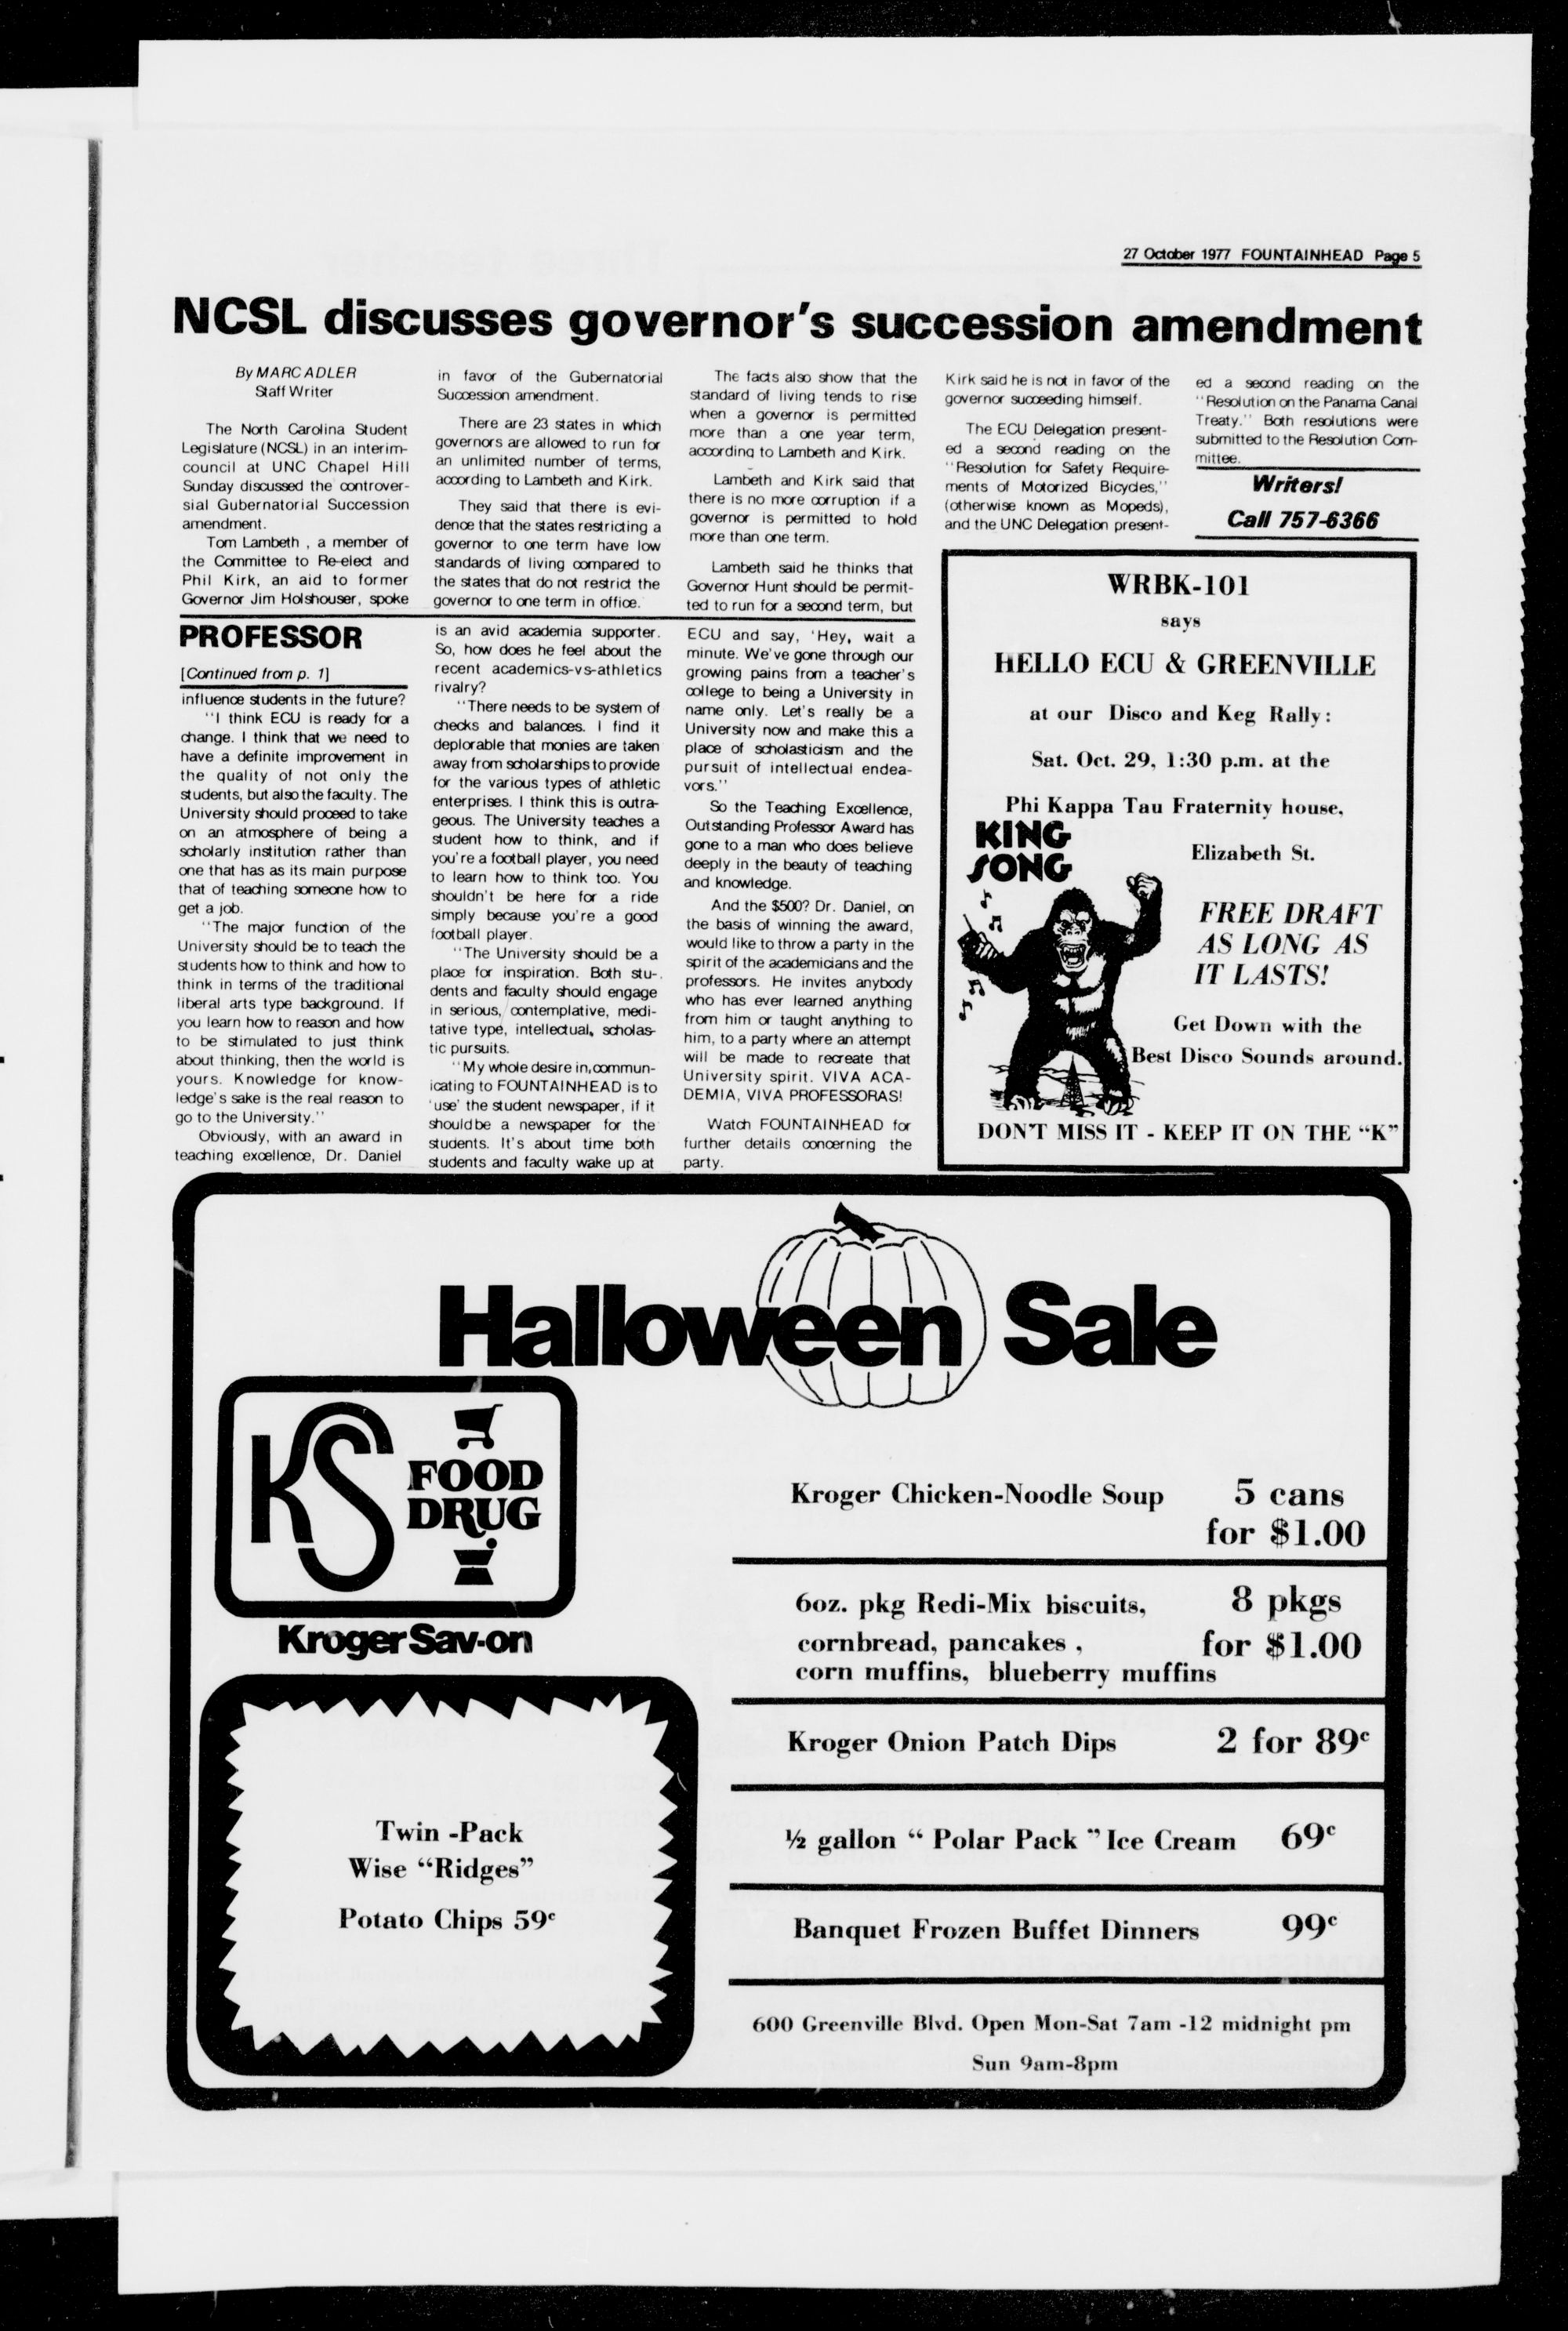 27 October 1977 FOUNTAINHEAD Page 5
NCSL discusses governor's succession amendment
By MARC ADLER
Staff Writer
The North Carolina Student
Legislature (NCSL) in an interim-
council at UNC Chapel Hill
Sunday discussed the controver-
sial Gubernatorial Succession
amendment.
Tom Lambeth , a member of
the Committee to Re-elect and
Phil Kirk, an aid to former
Governor Jim Holshouser, spoke
in favor of the Gubernatorial
Succession amendment.
There are 23 states in which
governors are allowed to run for
an unlimited number of terms,
according to Lambeth and Kirk.
They said that there is evi-
dence that the states restricting a
governor to one term have low
standards of living compared to
the states that do not restrict the
governor to one term in office.
The facts also show that the
standard of living tends to rise
when a governor is permitted
more than a one year term,
according to Lambeth and Kirk.
Lambeth and Kirk said that
there is no more corruption if a
governor is permitted to hold
more than one term.
Lambeth said he thinks that
Governor Hunt should be permit-
ted to run for a second term, but
Kirk said he is not in favor of the
governor succeeding himself.
The ECU Delegation present-
ed a second reading on the
"Resolution for Safety Require-
ments of Motorized Bicycles,"
(otherwise known as Mopeds),
and the UNC Delegation present-
ed a second reading on the
"Resolution on the Panama Canal
Treaty." Both resolutions were
submitted to the Resolution Com-
mittee.
Writers!
Call 757-6366
PROFESSOR
[Continued from p. 1]
influence students in the future?
"I think ECU is ready for a
change. I think that we need to
have a definite improvement in
the quality of not only the
students, but also the faculty. The
University should proceed to take
on an atmosphere of being a
scholarly institution rather than
one that has as its main purpose
that of teaching someone how to
get a job.
"The major function of the
University should be to teach the
students how to think and how to
think in terms of the traditional
liberal arts type background. If
you learn how to reason and how
to be stimulated to just think
about thinking, then the world is
yours. Knowledge for know-
ledge's sake is the real reason to
go to the University."
Obviously, with an award in
teaching excellence, Dr. Daniel
is an avid academia supporter.
So, how does he feel about the
recent academics-vs-athletics
rivalry?
"There needs to be system of
checks and balances. I find it
deplorable that monies are taken
away from scholarships to provide
for the various types of athletic
enterprises. I think this is outra-
geous. The University teaches a
student how to think, and if
you're a football player, you need
to learn how to think too. You
shouldn't be here for a ride
simply because you're a good
football player.
"The University should be a
place for inspiration. Both stu-
dents and faculty should engage
in serious, contemplative, medi-
tative type, intellectual, scholas-
tic pursuits.
"My whole desire in commun-
icating to FOUNTAINHEAD is to
'use' the student newspaper, if it
should be a newspaper for the
students. It's about time both
students and faculty wake up at
ECU and say, 'Hey, wait a
minute. We've gone through our
growing pains from a teacher's
college to being a University in
name only. Let's really be a
University now and make this a
place of scholasticism and the
pursuit of intellectual endea-
vors."
So the Teaching Excellence,
Outstanding Professor Award has
gone to a man who does believe
deeply in the beauty of teaching
and knowledge.
And the $500? Dr. Daniel, on
the basis of winning the award,
would like to throw a party in the
spirit of the academicians and the
professors. He invites anybody
who has ever learned anything
from him or taught anything to
him, to a party where an attempt
will be made to recreate that
University spirit. VIVA ACA-
DEMIA, VIVA PROFESSORAS!
Watch FOUNTAINHEAD for
further details concerning the
party.
WRBK-101
says
HELLO ECU & GREENVILLE
at our Disco and Keg Rally:
Sat. Oct. 29, 1:30 p.m. at the
Phi Kappa Tau Fraternity house,
KING
SONG
Elizabeth St.
FREE DRAFT
AS LONG AS
IT LASTS!
Get Down with the
Best Disco Sounds around.
DON'T MISS IT - KEEP IT ON THE "K"
Halloween Sale
KS
FOOD
DRUG
Kroger Sav-on
Twin -Pack
Wise "Ridges"
Potato Chips 59c
Kroger Chicken-Noodle Soup 5 cans
for $1.00
6oz. pkg Redi-Mix biscuits, 8 pkgs
cornbread, pancakes , for $1.00
corn muffins, blueberry muffins
Kroger Onion Patch Dips 2 for 89c
½ gallon " Polar Pack " Ice Cream 69c
Banquet Frozen Buffet Dinners 99c
600 Greenville Blvd. Open Mon-Sat 7am -12 midnight pm
Sun 9am-8pm